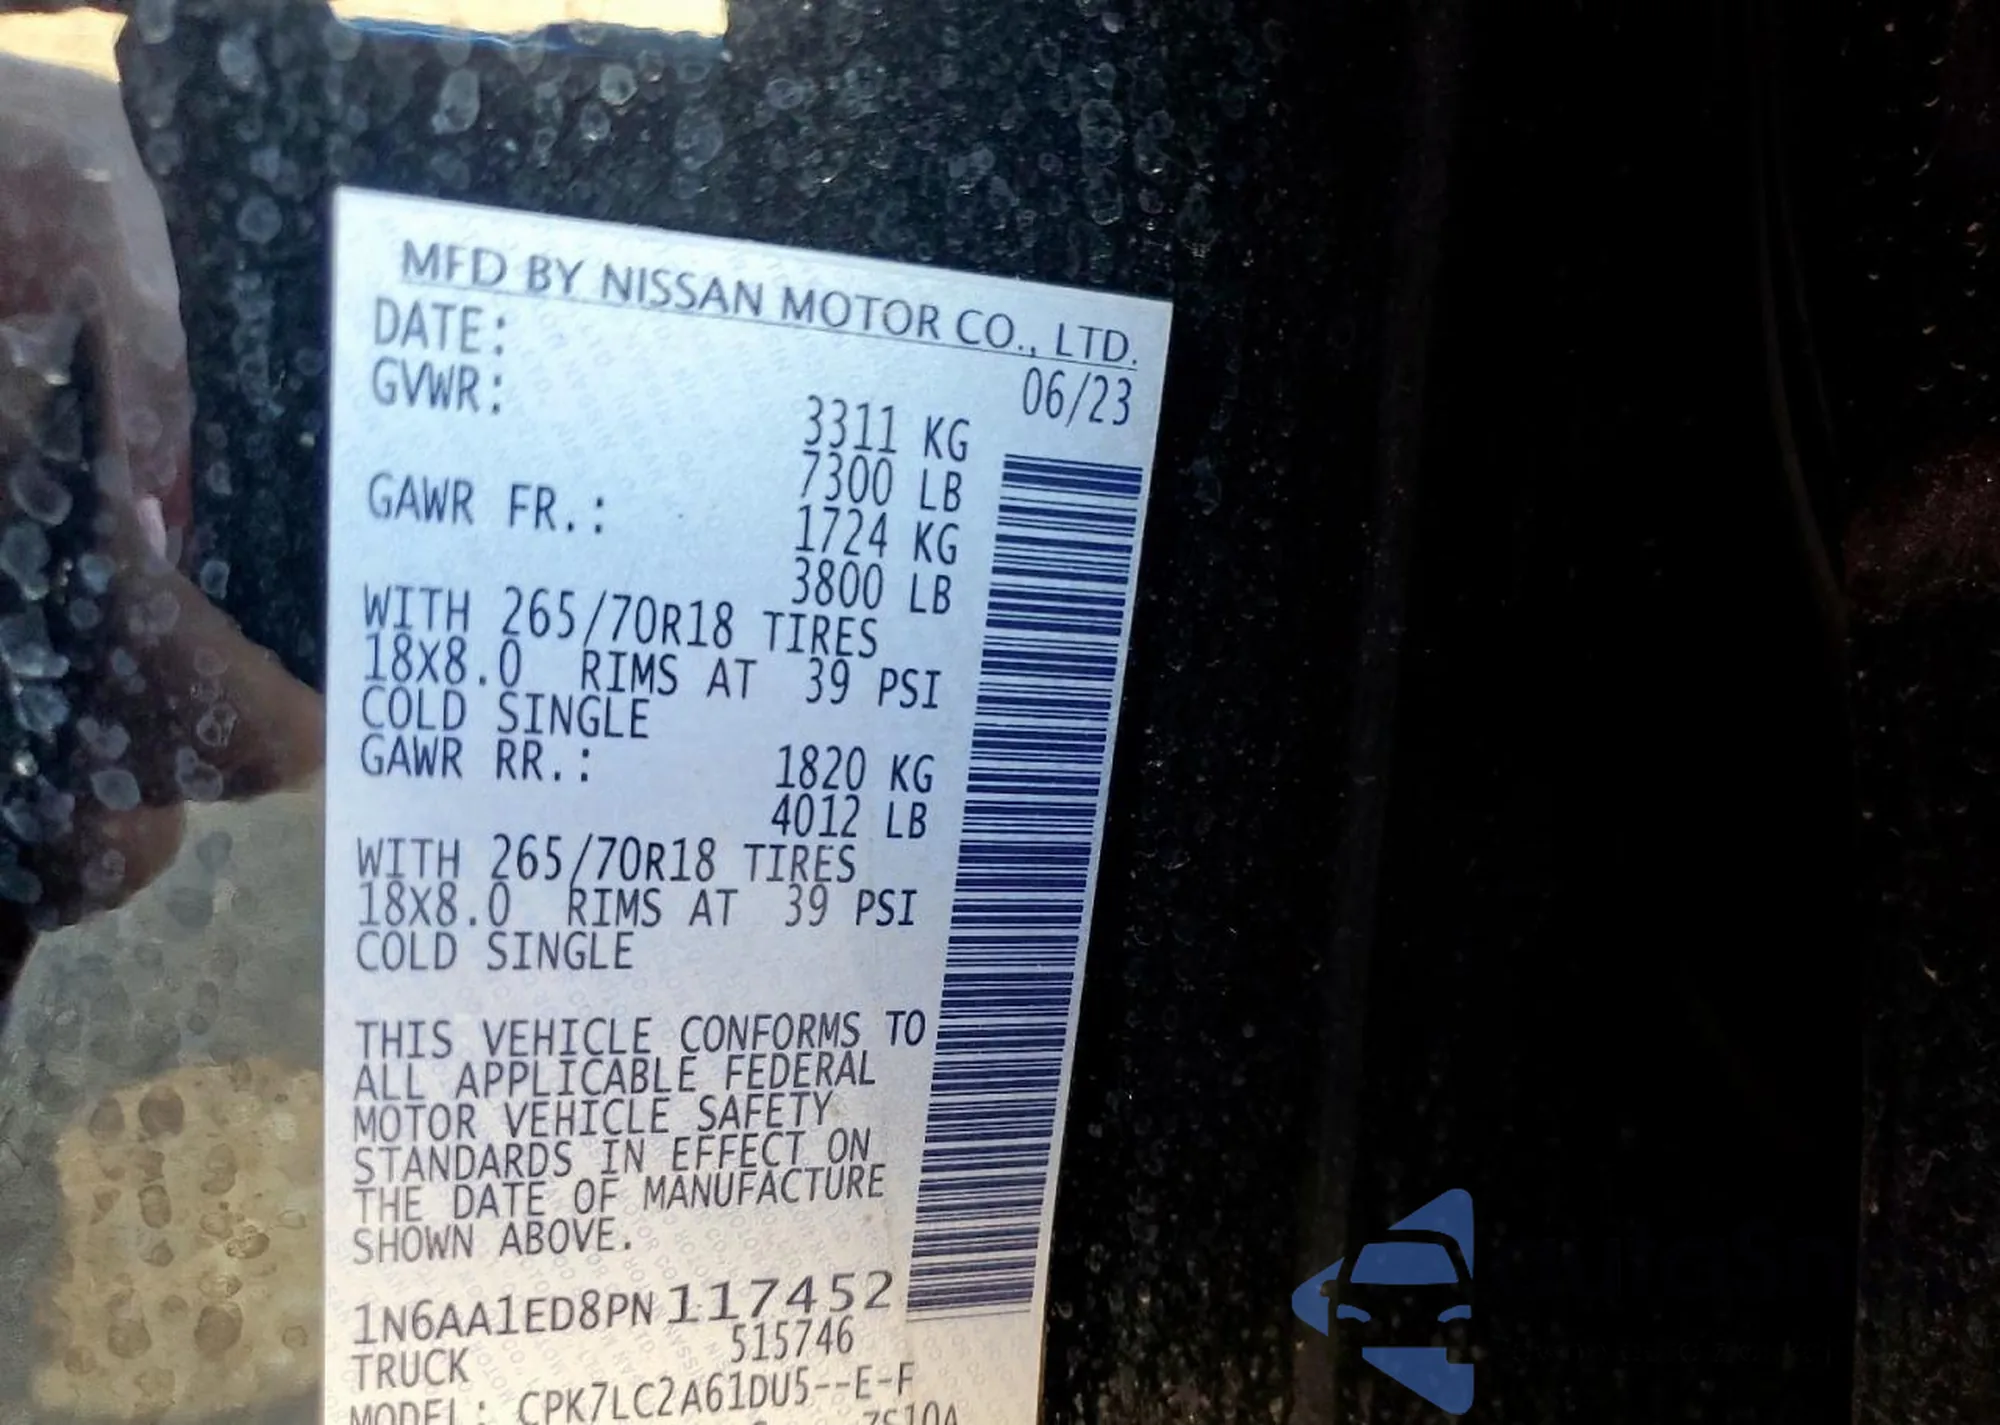 MFD BY NISSAN MOTOR CO., LTD.
DATE: 06/23
GVWR: 3311 KG
7300 LB
GAWR FR.: 1724 KG
3800 LB
WITH 265/70R18 TIRES
18X8.0 RIMS AT 39 PSI
COLD SINGLE
GAWR RR.: 1820 KG
4012 LB
WITH 265/70R18 TIRES
18X8.0 RIMS AT 39 PSI
COLD SINGLE
THIS VEHICLE CONFORMS TO
ALL APPLICABLE FEDERAL
MOTOR VEHICLE SAFETY
STANDARDS IN EFFECT ON
THE DATE OF MANUFACTURE
SHOWN ABOVE.
1N6AA1ED8PN117452
515746
TRUCK
MODEL: CPK7LC2A61DU5--E-F